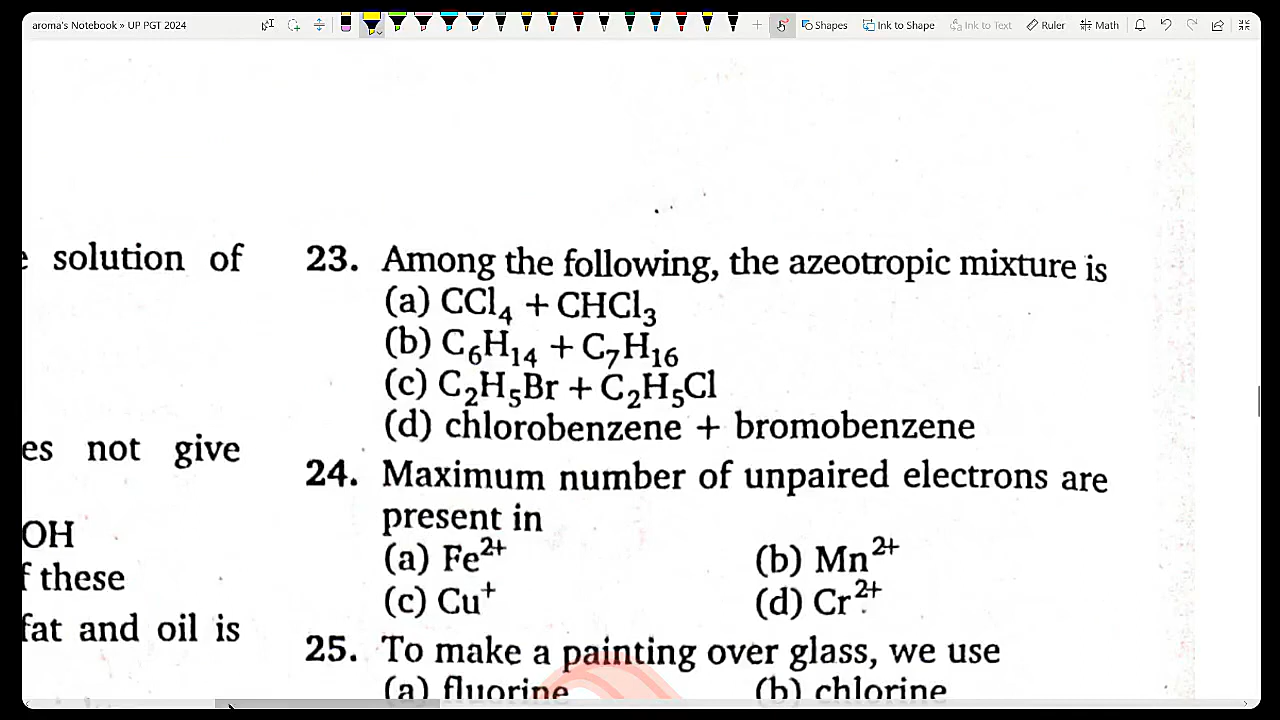 aroma's Notebook » UP PGT 2024
Shapes
Ink to Shape
Ink to Text
Ruler
Math
solution of
es not give
OH
f these
fat and oil is
23. Among the following, the azeotropic mixture is
(a) CCl₄ + CHCl₃
(b) C₆H₁₄ + C₇H₁₆
(c) C₂H₅Br + C₂H₅Cl
(d) chlorobenzene + bromobenzene
24. Maximum number of unpaired electrons are
present in
(a) Fe²⁺ (b) Mn²⁺
(c) Cu⁺ (d) Cr²⁺
25. To make a painting over glass, we use
(a) fluorine (b) chlorine